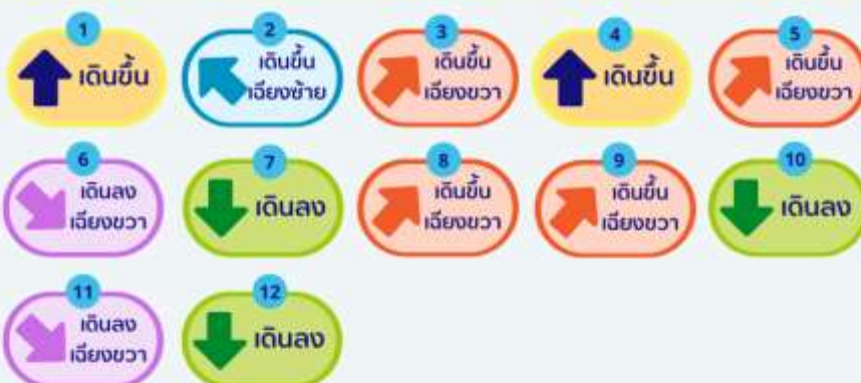 1
เดินขึ้น
2
เดินขึ้น
เฉียงซ้าย
3
เดินขึ้น
เฉียงขวา
4
เดินขึ้น
5
เดินขึ้น
เฉียงขวา
6
เดินลง
เฉียงขวา
7
เดินลง
8
เดินขึ้น
เฉียงขวา
9
เดินขึ้น
เฉียงขวา
10
เดินลง
11
เดินลง
เฉียงขวา
12
เดินลง